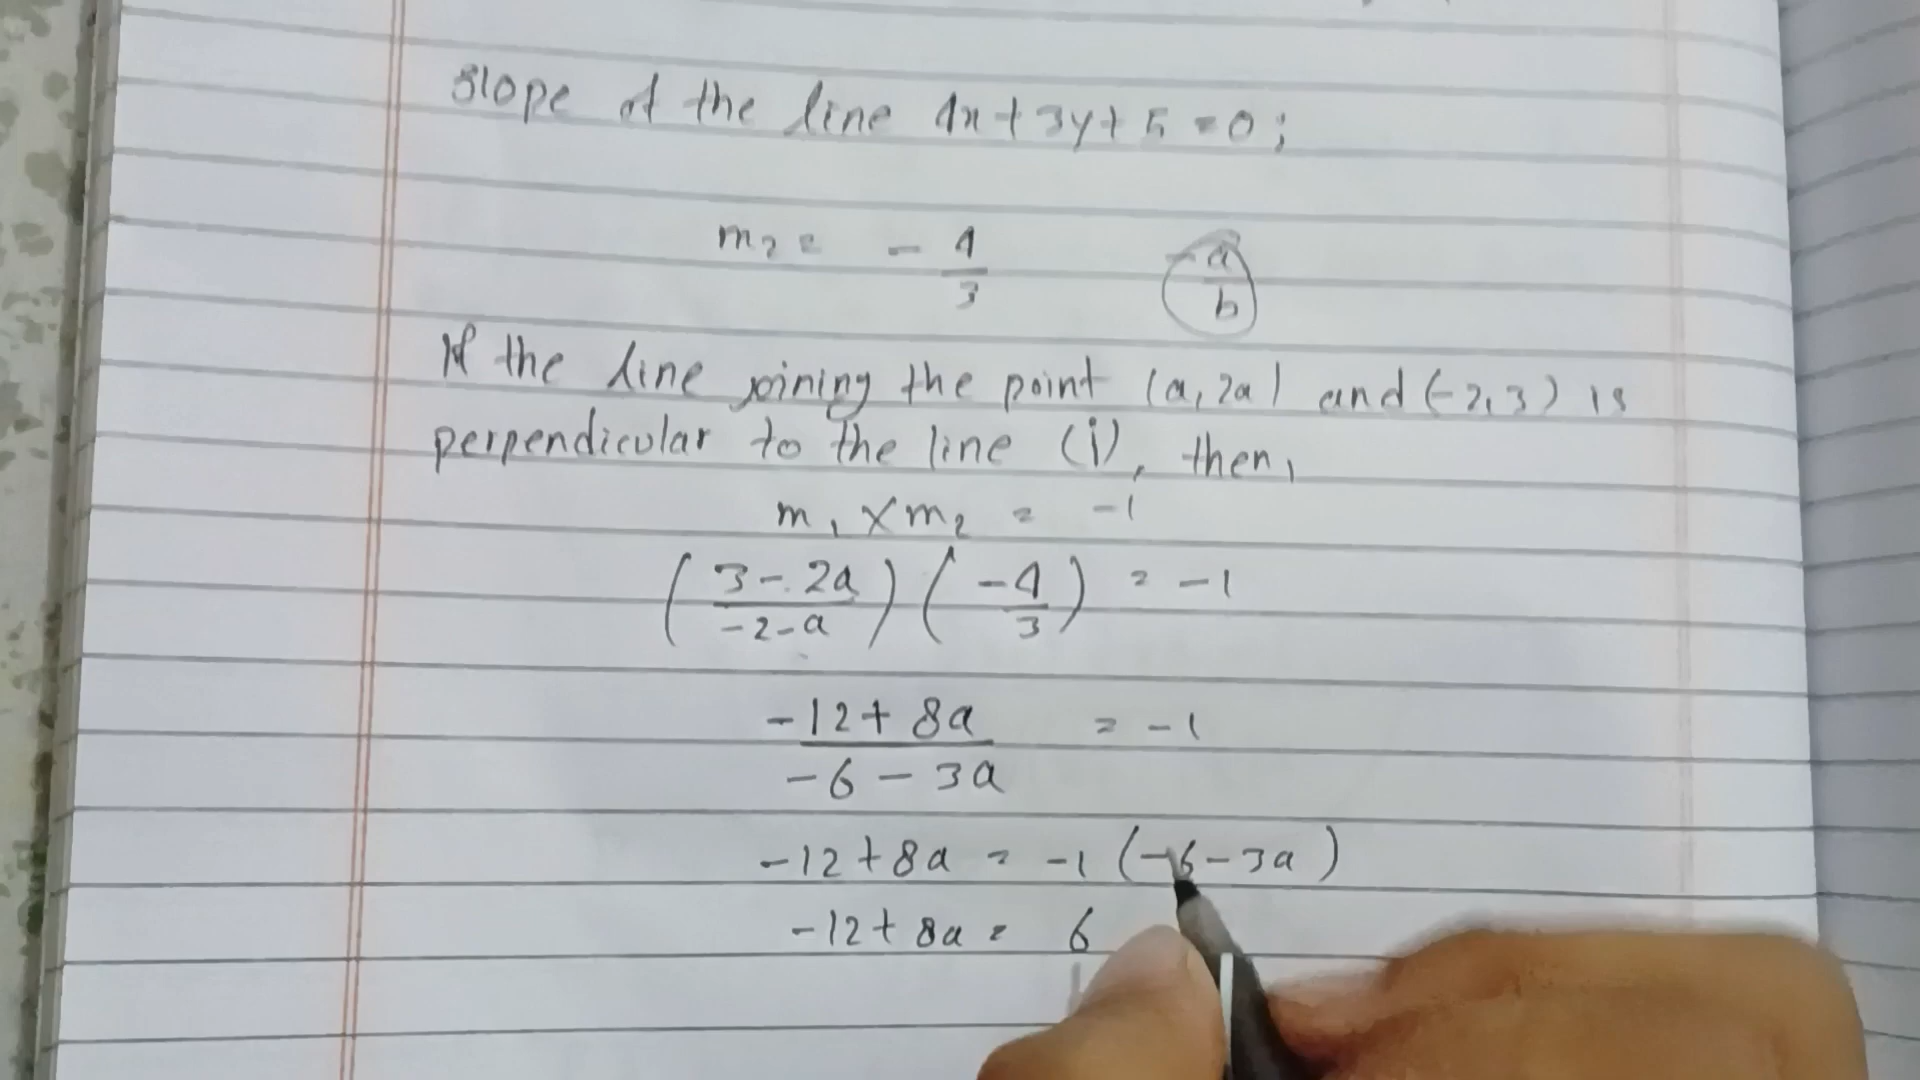 slope of the line 4x + 3y + 5 = 0;
m₂ = - 4/3 - a/b
If the line joining the point (a, 2a) and (-2, 3) is
perpendicular to the line (i), then,
m₁ × m₂ = -1
((3 - 2a)/(-2 - a)) (-4/3) = -1
(-12 + 8a)/(-6 - 3a) = -1
-12 + 8a = -1 (-6 - 3a)
-12 + 8a = 6